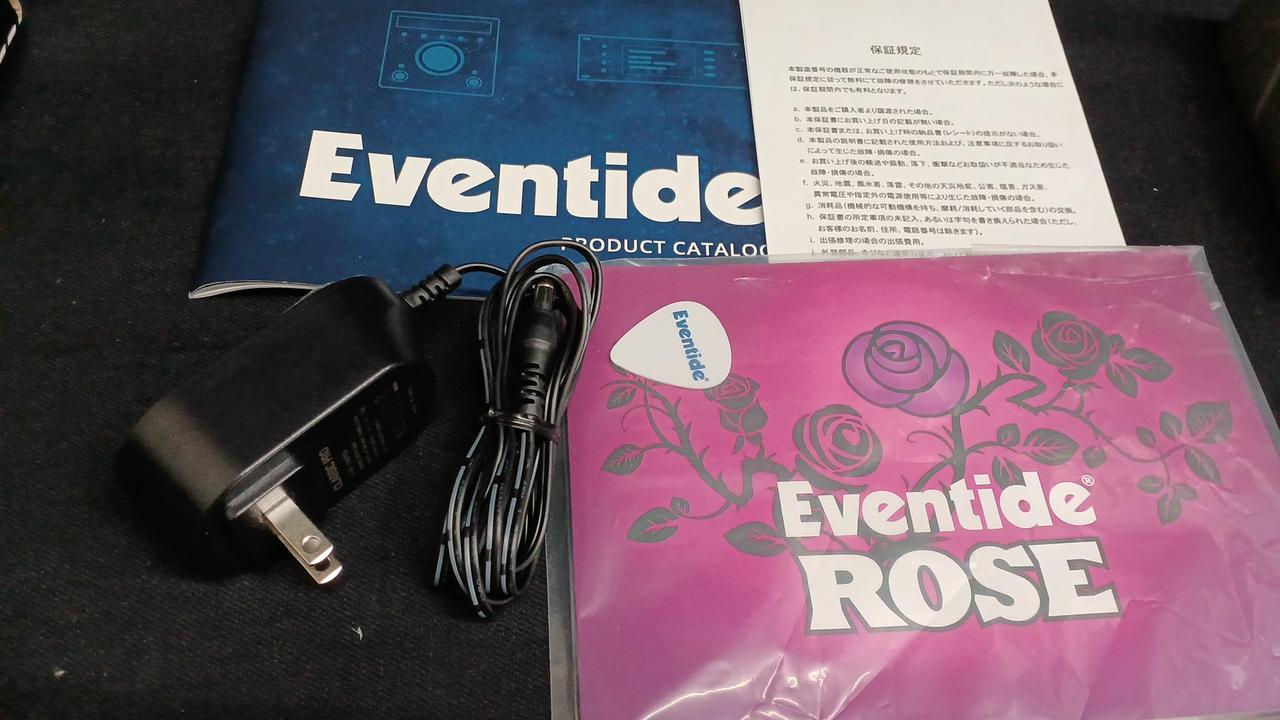 Eventide
PRODUCT CATALO
保証規定
本製造番号の機器が正常なご使用状態のもとで保証期間内に万一故障した場合、本
保証規定に従って無料にて故障の修理をさせていただきます。ただし次のような場合に
は、保証期間内でも有料となります。
a. 本製品をご購入者より譲渡された場合。
b. 本保証書にお買い上げ日の記載が無い場合。
c. 本保証書または、お買い上げ時の納品書(レシート)の提示がない場合。
d. 本製品の説明書に記載された使用方法および、注意事項に反するお取り扱い
によって生じた故障・損傷の場合。
e. お買い上げ後の輸送や振動、落下、衝撃などお取扱いが不適当なため生じた
故障・損傷の場合。
f. 火災、地震、風水害、落雷、その他の天災地変、公害、塩害、ガス害、
異常電圧や指定外の電源使用等により生じた故障・損傷の場合。
g. 消耗品(機械的な可動機構を持ち、摩耗/消耗していく部品を含む)の交換。
h. 保証書の所定事項の未記入、あるいは字句を書き換えられた場合(ただし、
お客様のお名前、住所、電話番号は除きます)。
i. 出張修理の場合の出張費用。
j. 外装部品、キズなど
Eventide®
CLASSIC PRO
Eventide®
ROSE